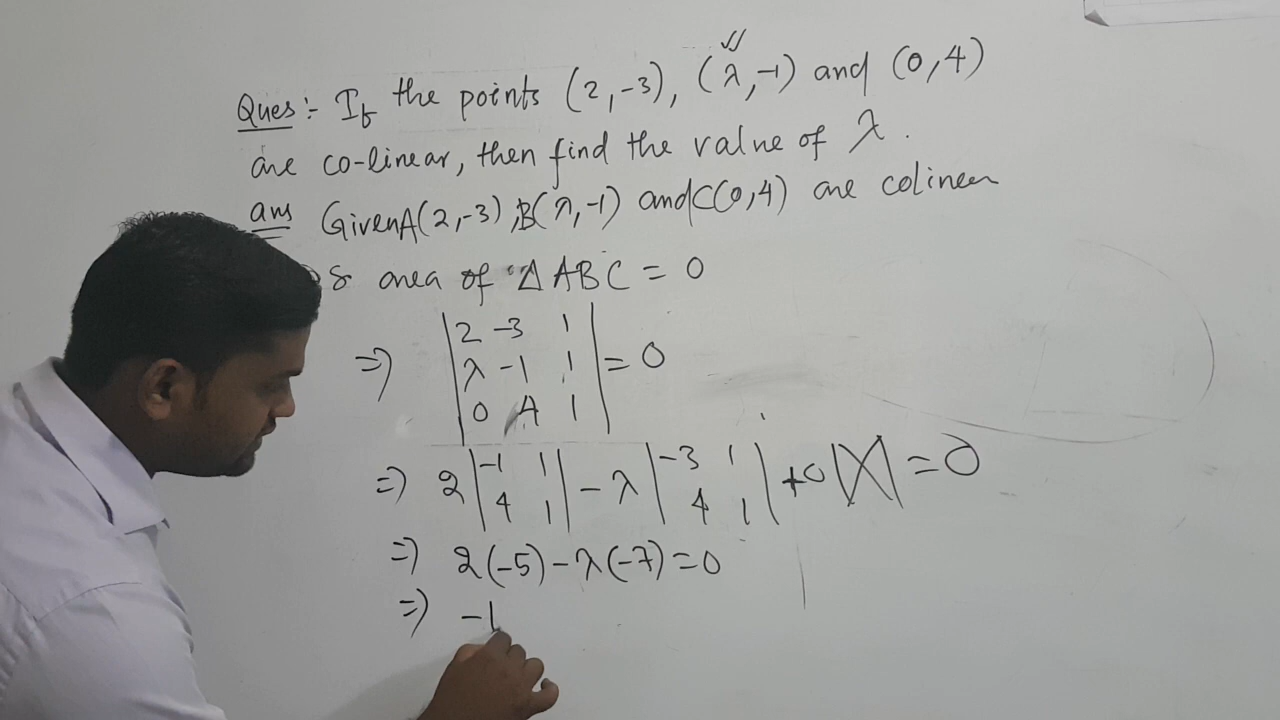 Ques:- If the points (2,-3), (λ,-1) and (0,4)
are co-linear, then find the value of λ.
ans Given A(2,-3), B(λ,-1) and C(0,4) are colinear
area of ΔABC = 0
=> |2 -3 1|
|λ -1 1| = 0
|0 4 1|
=> 2 |-1 1| - λ |-3 1| + 0 |X| = 0
|4 1| |4 1|
=> 2(-5) - λ(-7) = 0
=> -1